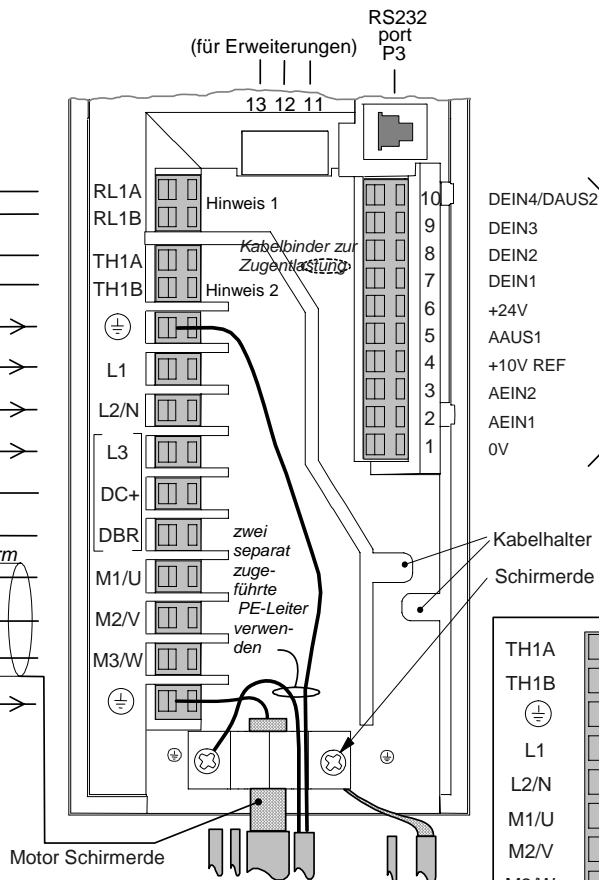 RS232
port
P3
(für Erweiterungen)
13 12 11
RL1A
RL1B
Hinweis 1
TH1A
TH1B
Hinweis 2
Kabelbinder zur
Zugentlastung
L1
L2/N
L3
DC+
DBR
M1/U
M2/V
M3/W
zwei
separat
zuge-
führte
PE-Leiter
verwen-
den
10 DEIN4/DAUS2
9 DEIN3
8 DEIN2
7 DEIN1
6 +24V
5 AAUS1
4 +10V REF
3 AEIN2
2 AEIN1
1 0V
Kabelhalter
Schirmerde
rm
Motor Schirmerde
TH1A
TH1B
L1
L2/N
M1/U
M2/V
M3/W